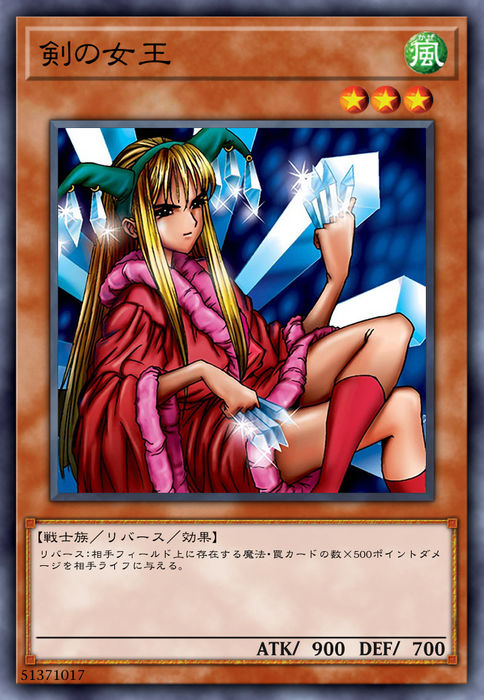 剣の女王
かぜ
風
【戦士族／リバース／効果】
リバース：相手フィールド上に存在する魔法・罠カードの数×500ポイントダメ
ージを相手ライフに与える。
ATK/ 900 DEF/ 700
51371017